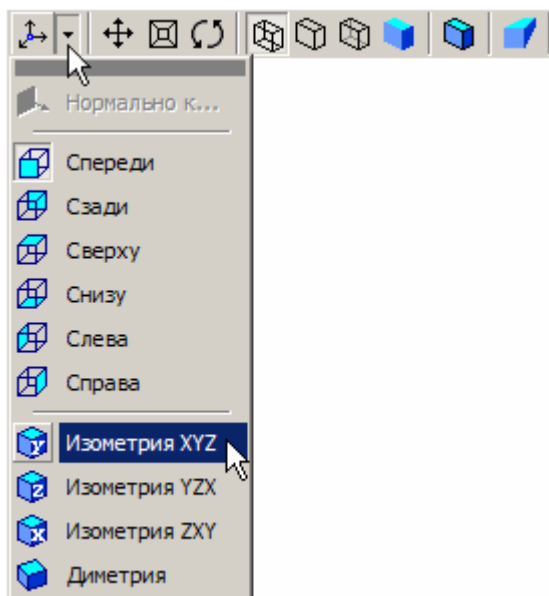 Нормально к...
Спереди
Сзади
Сверху
Снизу
Слева
Справа
Изометрия XYZ
Изометрия YZX
Изометрия ZXY
Диметрия